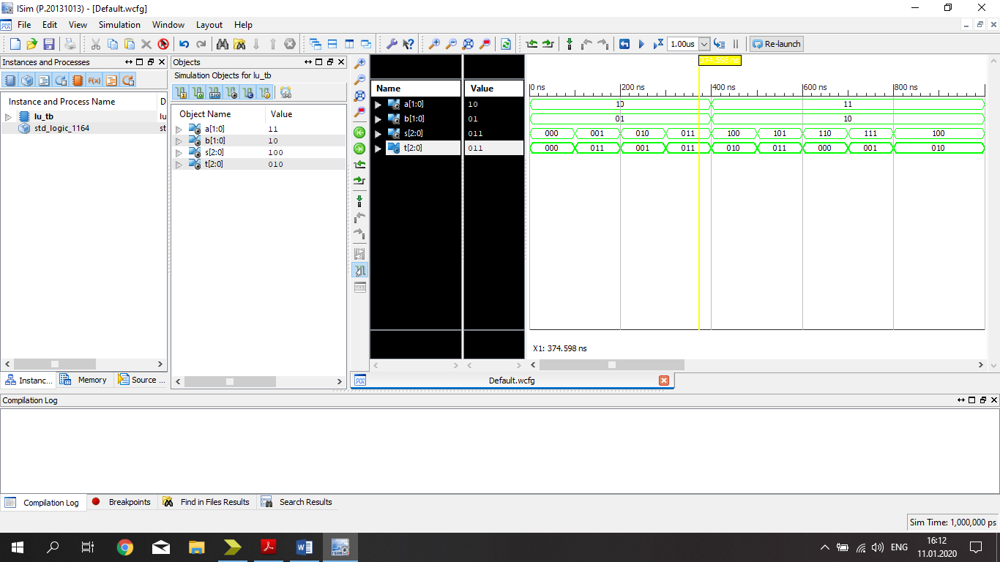 ISim (P.20131013) - [Default.wcfg]
File Edit View Simulation Window Layout Help
1.00us Re-launch
Instances and Processes
Objects
Simulation Objects for lu_tb
Instance and Process Name D
lu_tb lu
std_logic_1164 st
Object Name Value
a[1:0] 11
b[1:0] 10
s[2:0] 100
t[2:0] 010
374.598 ns
Name Value
0 ns 200 ns 400 ns 600 ns 800 ns
a[1:0] 10 10 11
b[1:0] 01 01 10
s[2:0] 011 000 001 010 011 100 101 110 111 100
t[2:0] 011 000 011 001 011 010 011 000 001 010
X1: 374.598 ns
Instanc... Memory Source ...
Default.wcfg
Compilation Log
Compilation Log Breakpoints Find in Files Results Search Results
Sim Time: 1,000,000 ps
ISim
ENG
16:12
11.01.2020